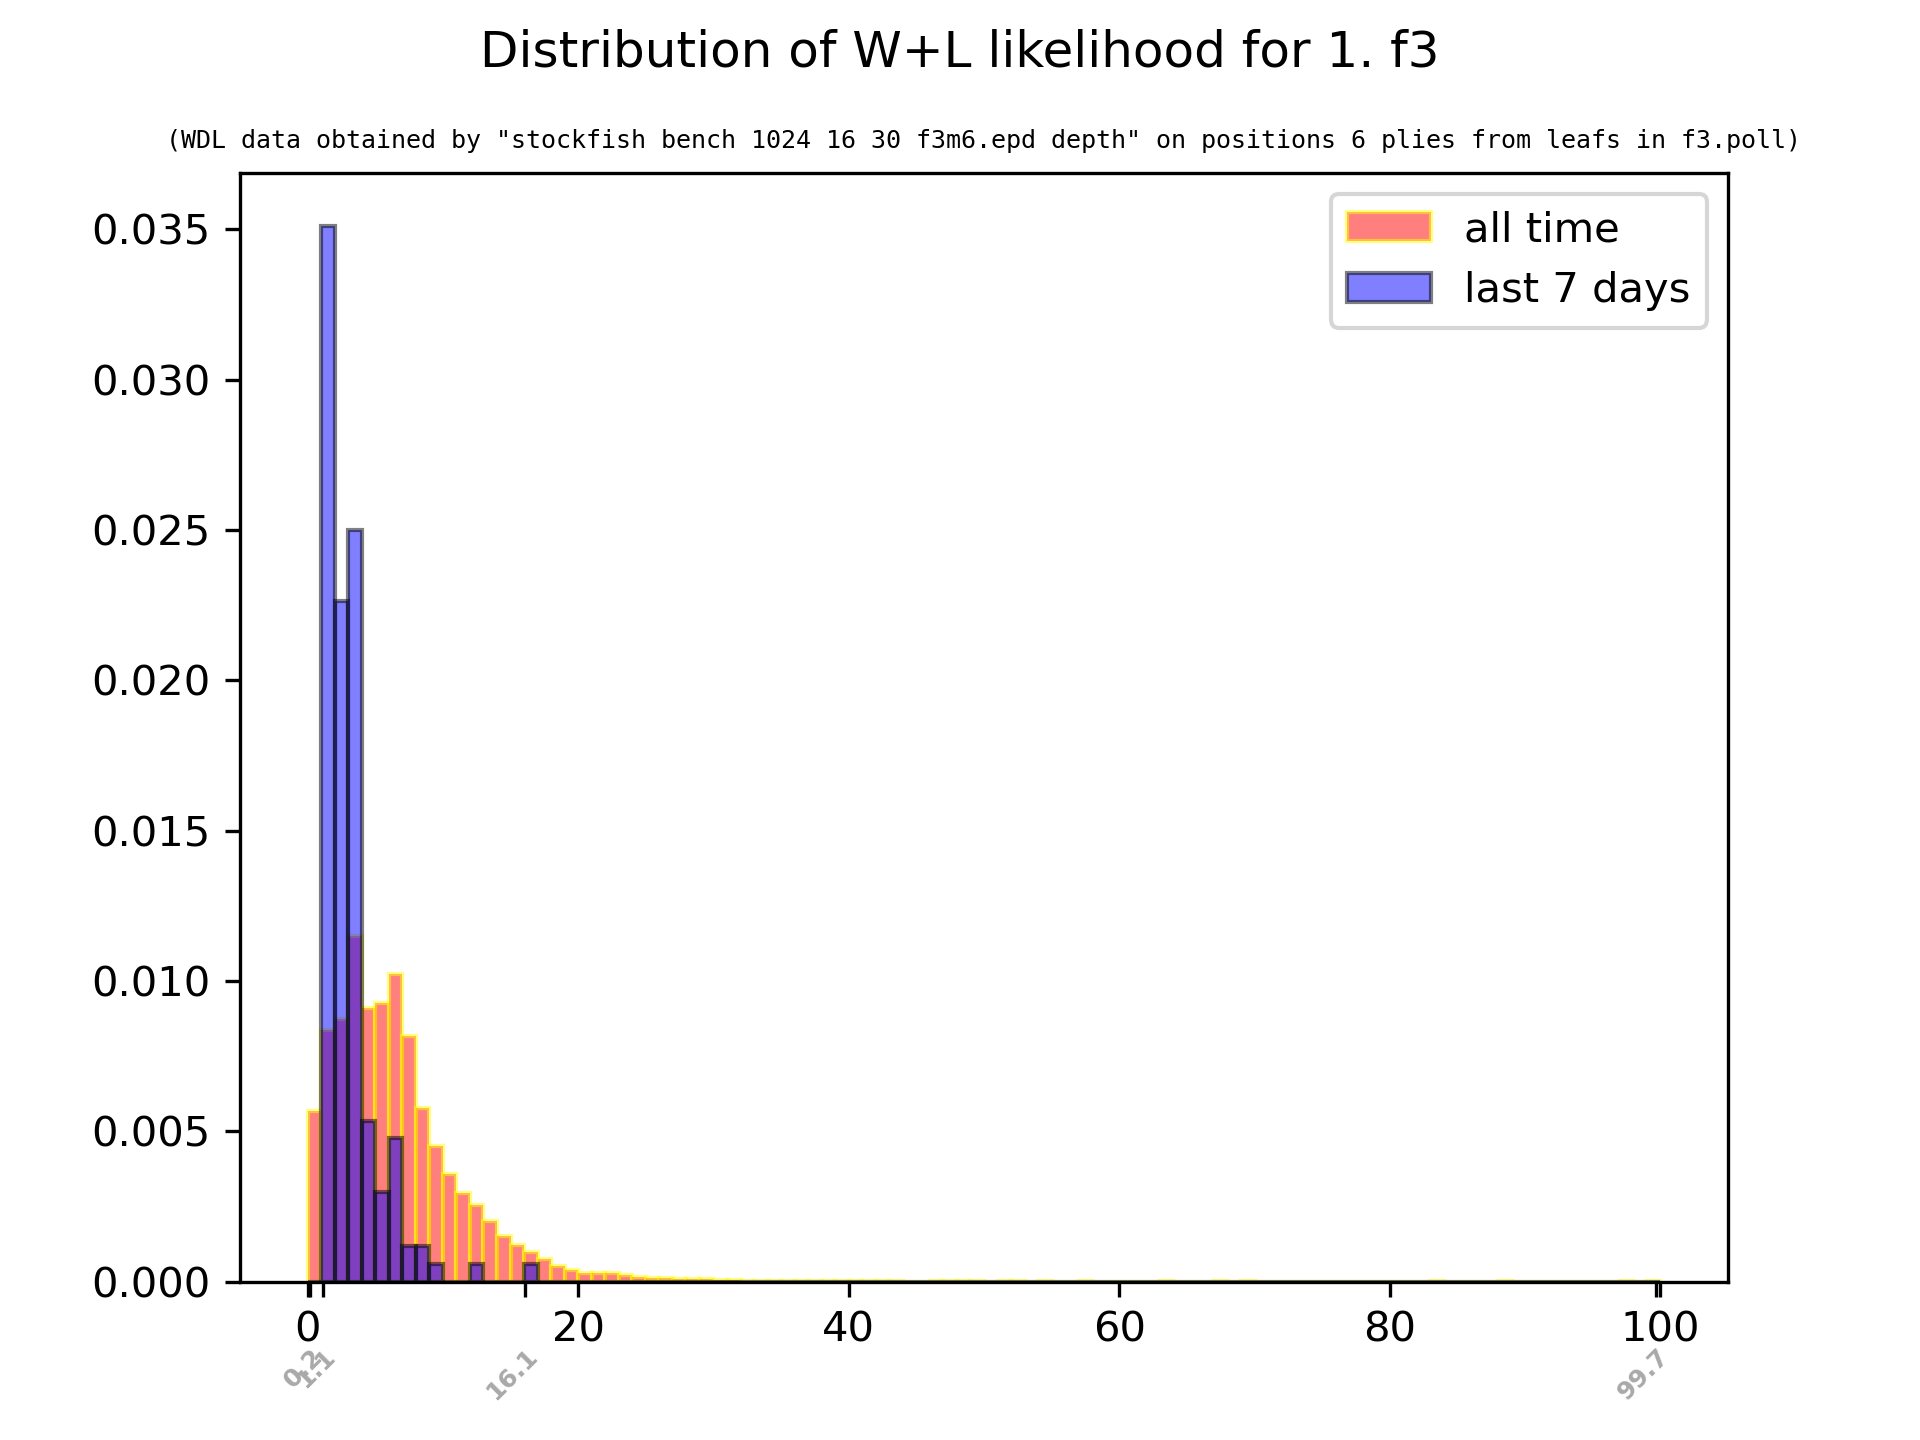 Distribution of W+L likelihood for 1. f3
(WDL data obtained by "stockfish bench 1024 16 30 f3m6.epd depth" on positions 6 plies from leafs in f3.poll)
all time
last 7 days
0.035
0.030
0.025
0.020
0.015
0.010
0.005
0.000
0 20 40 60 80 100
0.2 1.1 16.1 99.7